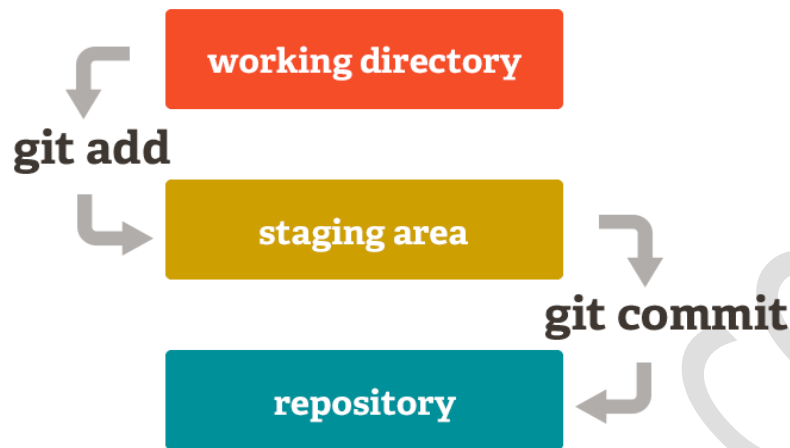 working directory
git add
staging area
git commit
repository